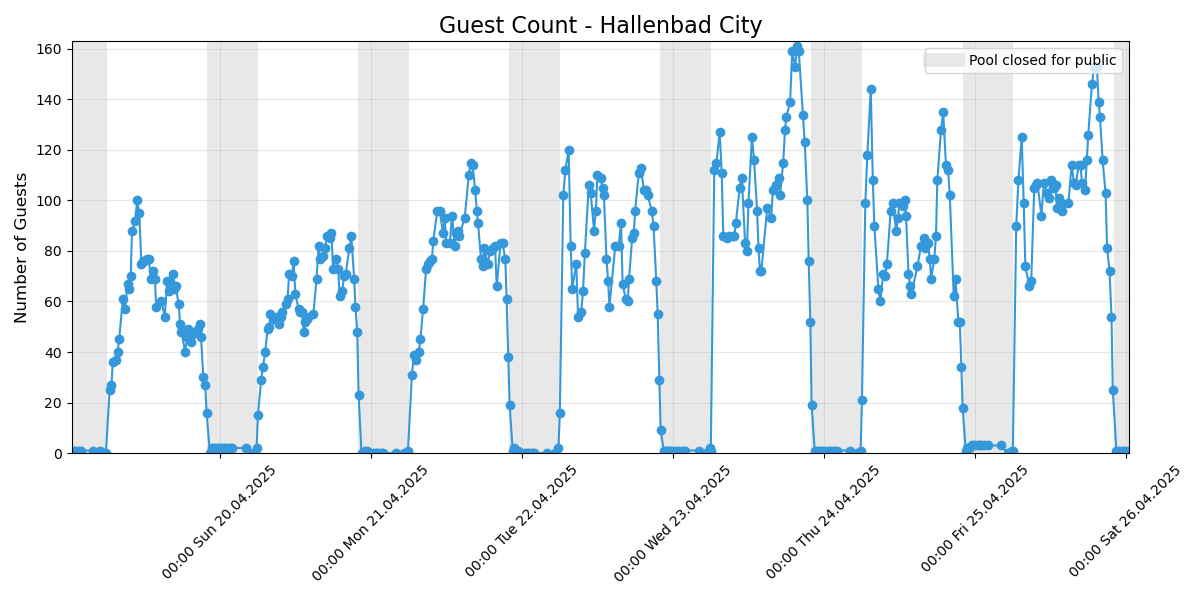 Guest Count - Hallenbad City
Pool closed for public
Number of Guests
160
140
120
100
80
60
40
20
0
00:00 Sun 20.04.2025
00:00 Mon 21.04.2025
00:00 Tue 22.04.2025
00:00 Wed 23.04.2025
00:00 Thu 24.04.2025
00:00 Fri 25.04.2025
00:00 Sat 26.04.2025